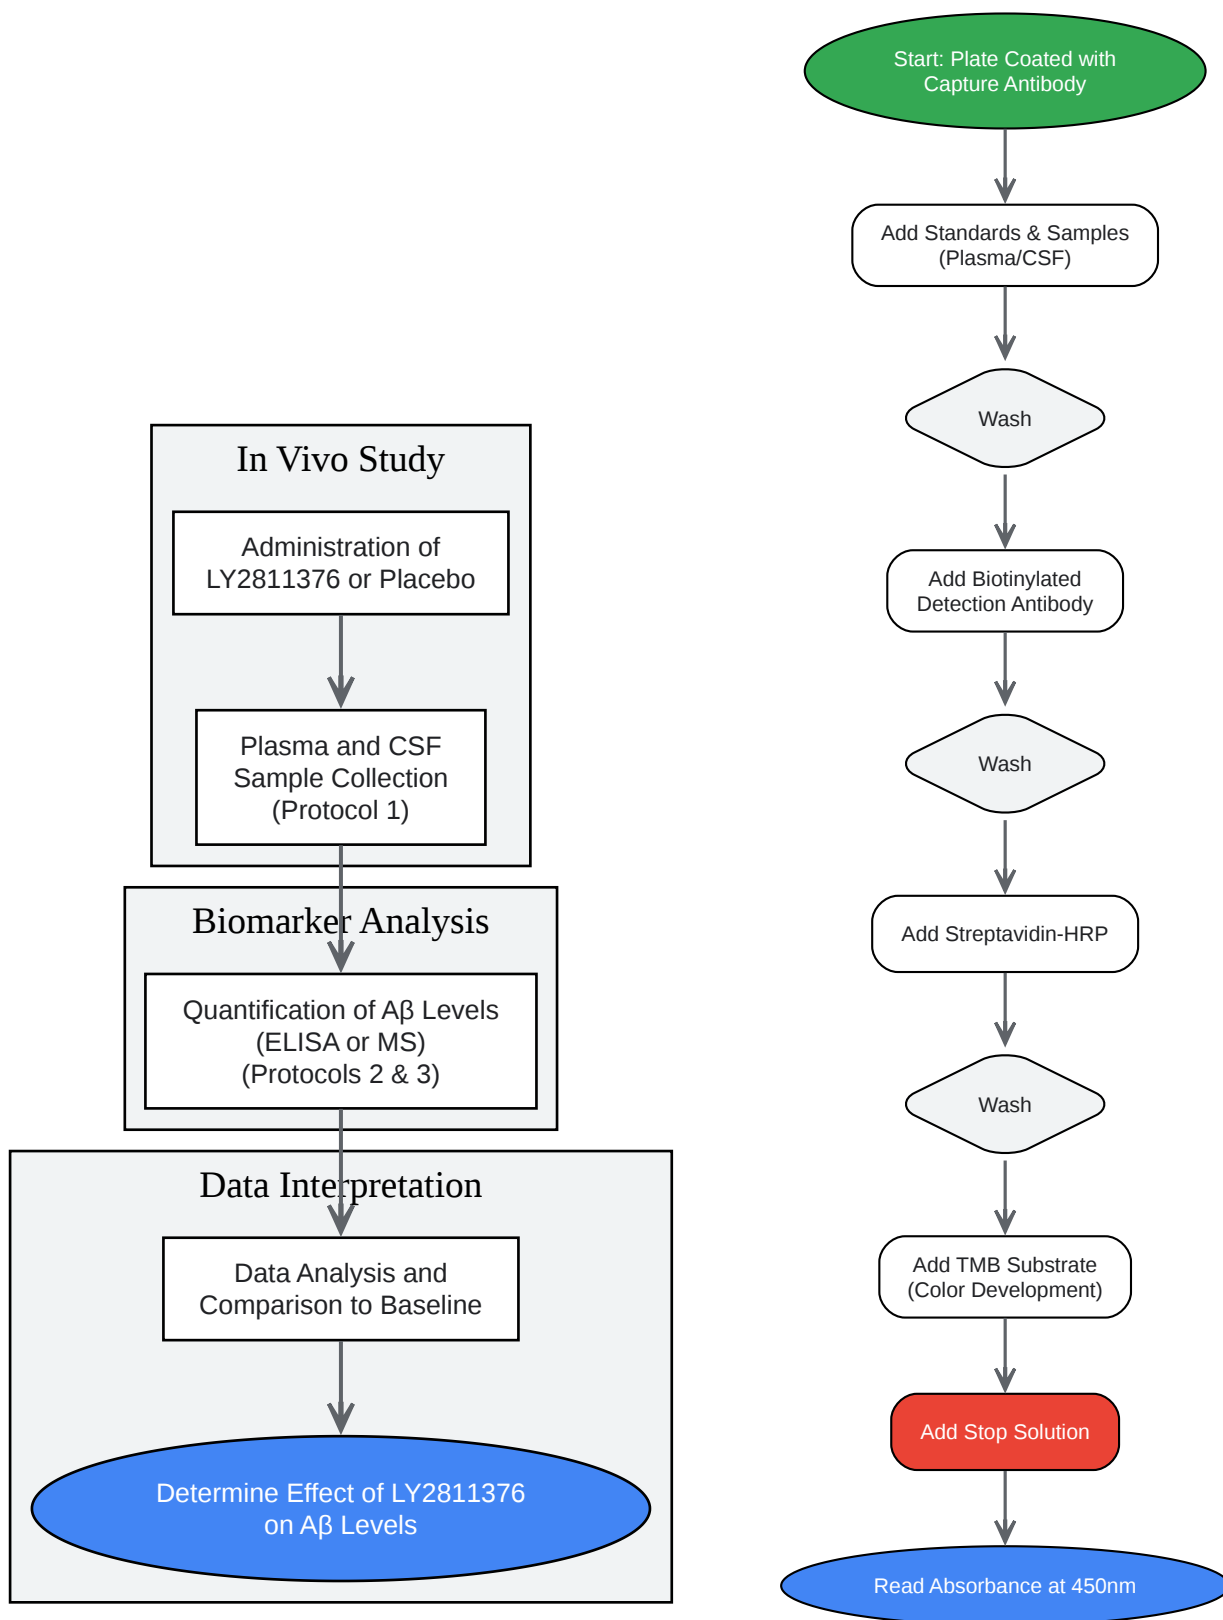 In Vivo Study
Administration of
LY2811376 or Placebo
Plasma and CSF
Sample Collection
(Protocol 1)
Biomarker Analysis
Quantification of Aβ Levels
(ELISA or MS)
(Protocols 2 & 3)
Data Interpretation
Data Analysis and
Comparison to Baseline
Determine Effect of LY2811376
on Aβ Levels
Start: Plate Coated with
Capture Antibody
Add Standards & Samples
(Plasma/CSF)
Wash
Add Biotinylated
Detection Antibody
Wash
Add Streptavidin-HRP
Wash
Add TMB Substrate
(Color Development)
Add Stop Solution
Read Absorbance at 450nm